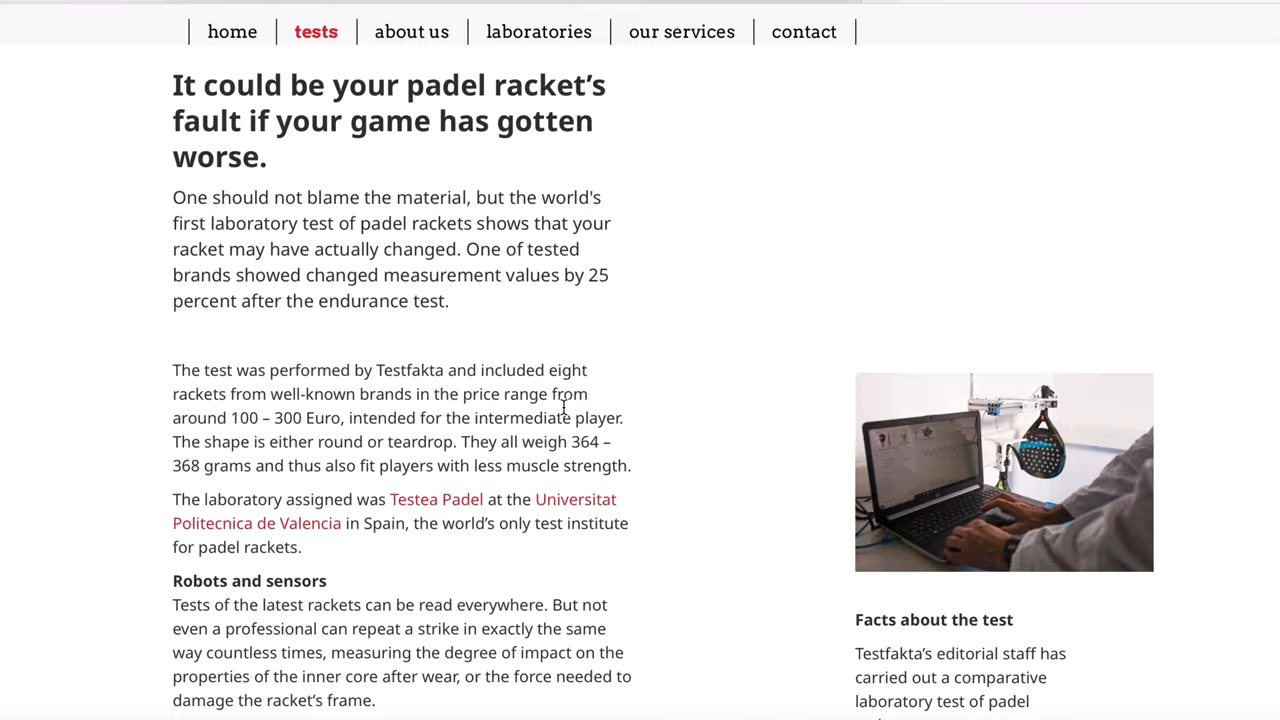 home
tests
about us
laboratories
our services
contact
It could be your padel racket’s
fault if your game has gotten
worse.
One should not blame the material, but the world's
first laboratory test of padel rackets shows that your
racket may have actually changed. One of tested
brands showed changed measurement values by 25
percent after the endurance test.
The test was performed by Testfakta and included eight
rackets from well-known brands in the price range from
around 100 – 300 Euro, intended for the intermediate player.
The shape is either round or teardrop. They all weigh 364 –
368 grams and thus also fit players with less muscle strength.
The laboratory assigned was Testea Padel at the Universitat
Politecnica de Valencia in Spain, the world’s only test institute
for padel rackets.
Robots and sensors
Tests of the latest rackets can be read everywhere. But not
even a professional can repeat a strike in exactly the same
way countless times, measuring the degree of impact on the
properties of the inner core after wear, or the force needed to
damage the racket’s frame.
Facts about the test
Testfakta’s editorial staff has
carried out a comparative
laboratory test of padel